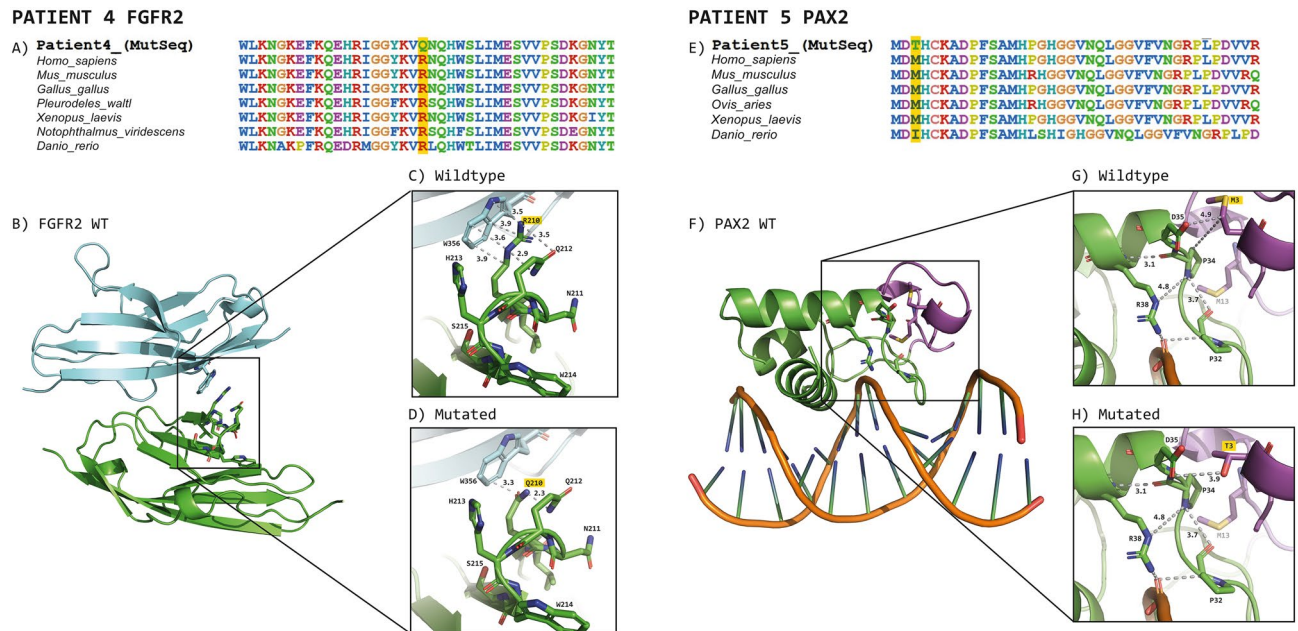 PATIENT 4 FGFR2
A) Patient4_(MutSeq) WLKNGKEFKQEHRIGGYKVQNQHWSLIMESVVPSDKGNYT
Homo_sapiens WLKNGKEFKQEHRIGGYKVRNQHWSLIMESVVPSDKGNYT
Mus_musculus WLKNGKEFKQEHRIGGYKVRNQHWSLIMESVVPSDKGNYT
Gallus_gallus WLKNGKEFKQEHRIGGYKVRNQHWSLIMESVVPSDKGNYT
Pleurodeles_waltl WLKNGKEFKQEHRIGGFKVRSQHWSLIMESVVPSDKGNYT
Xenopus_laevis WLKNGKEFKQEHRIGGYKVRNQHWSLIMESVVPSDKGIYT
Notophthalmus_viridescens WLKNGKEFKQEHRIGGFKVRSQHFSLIMESVVPSDEGNYT
Danio_rerio WLKNAKPFRQEDRMGGYKVRLQHWTLIMESVVPSDKGNYT
B) FGFR2 WT
C) Wildtype
3.5
3.9
R210
3.6
3.5
W356
3.9
2.9
Q212
H213
N211
S215
W214
D) Mutated
W356
3.3
Q210
2.3
Q212
H213
N211
S215
W214
PATIENT 5 PAX2
E) Patient5_(MutSeq) MDTHCKADPFSAMHPGHGGVNQLGGVFVNGRPLPDVVR
Homo_sapiens MDMHCKADPFSAMHPGHGGVNQLGGVFVNGRPLPDVVR
Mus_musculus MDMHCKADPFSAMHRHGGVNQLGGVFVNGRPLPDVVRQ
Gallus_gallus MDMHCKADPFSAMHPGHGGVNQLGGVFVNGRPLPDVVR
Ovis_aries MDMHCKADPFSAMHRHGGVNQLGGVFVNGRPLPDVVRQ
Xenopus_laevis MDMHCKADPFSAMHPGHGGVNQLGGVFVNGRPLPDVVR
Danio_rerio MDIHCKADPFSAMHLSHIGHGGVNQLGGVFVNGRPLPD
F) PAX2 WT
G) Wildtype
M3
D35
4.9
3.1
P34
4.8
R38
3.7
M13
P32
H) Mutated
D35
T3
3.1
P34
3.9
4.8
R38
3.7
M13
P32